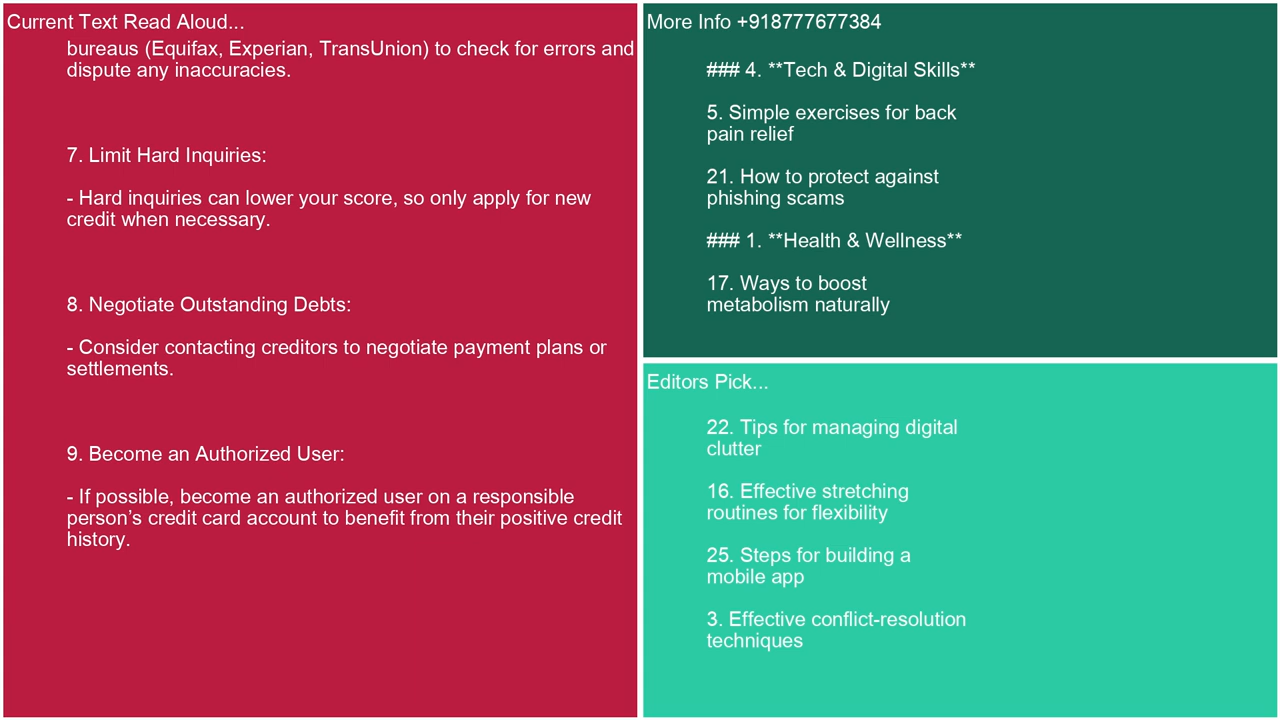 Current Text Read Aloud...
bureaus (Equifax, Experian, TransUnion) to check for errors and
dispute any inaccuracies.
7. Limit Hard Inquiries:
- Hard inquiries can lower your score, so only apply for new
credit when necessary.
8. Negotiate Outstanding Debts:
- Consider contacting creditors to negotiate payment plans or
settlements.
9. Become an Authorized User:
- If possible, become an authorized user on a responsible
person’s credit card account to benefit from their positive credit
history.
More Info +918777677384
### 4. **Tech & Digital Skills**
5. Simple exercises for back
pain relief
21. How to protect against
phishing scams
### 1. **Health & Wellness**
17. Ways to boost
metabolism naturally
Editors Pick...
22. Tips for managing digital
clutter
16. Effective stretching
routines for flexibility
25. Steps for building a
mobile app
3. Effective conflict-resolution
techniques